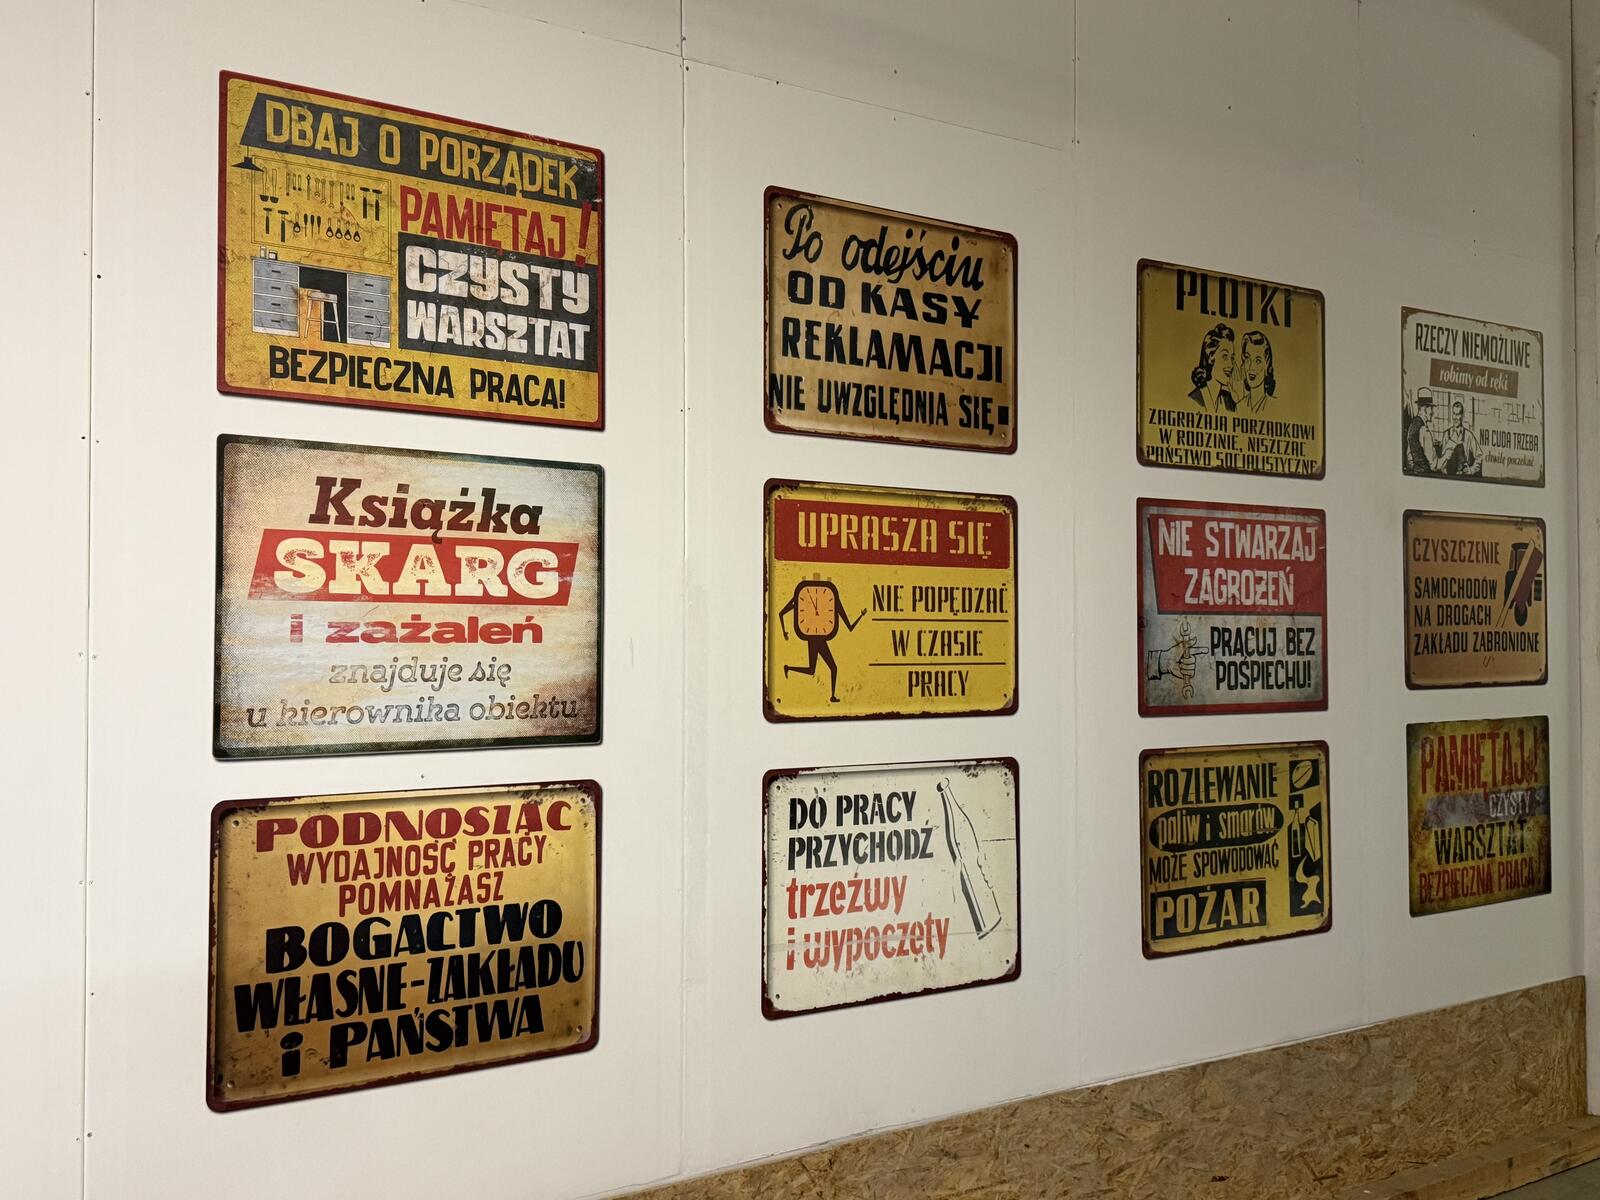 DBAJ O PORZĄDEK
PAMIĘTAJ!
CZYSTY
WARSZTAT
BEZPIECZNA PRACA!
Książka
SKARG
i zażaleń
znajduje się
u kierownika obiektu
PODNOSZĄC
WYDAJNOŚĆ PRACY
POMNAŻASZ
BOGACTWO
WŁASNE-ZAKŁADU
i PAŃSTWA
Po odejściu
OD KASY
REKLAMACJI
NIE UWZGLĘDNIA SIĘ.
UPRASZA SIĘ
NIE POPĘDZAĆ
W CZASIE
PRACY
DO PRACY
PRZYCHODŹ
trzeźwy
i wypoczęty
PLOTKI
ZAGRAŻAJĄ PORZĄDKOWI
W RODZINIE, NISZCZĄC
PAŃSTWO SOCJALISTYCZNE
NIE STWARZAJ
ZAGROŻEŃ
PRACUJ BEZ
POŚPIECHU!
ROZLEWANIE
paliw i smarów
MOŻE SPOWODOWAĆ
POŻAR
RZECZY NIEMOŻLIWE
robimy od ręki
NA CUDA TRZEBA
chwilę poczekać
CZYSZCZENIE
SAMOCHODÓW
NA DROGACH
ZAKŁADU ZABRONIONE
PAMIĘTAJ!
CZYSTY
WARSZTAT
BEZPIECZNA PRACA!